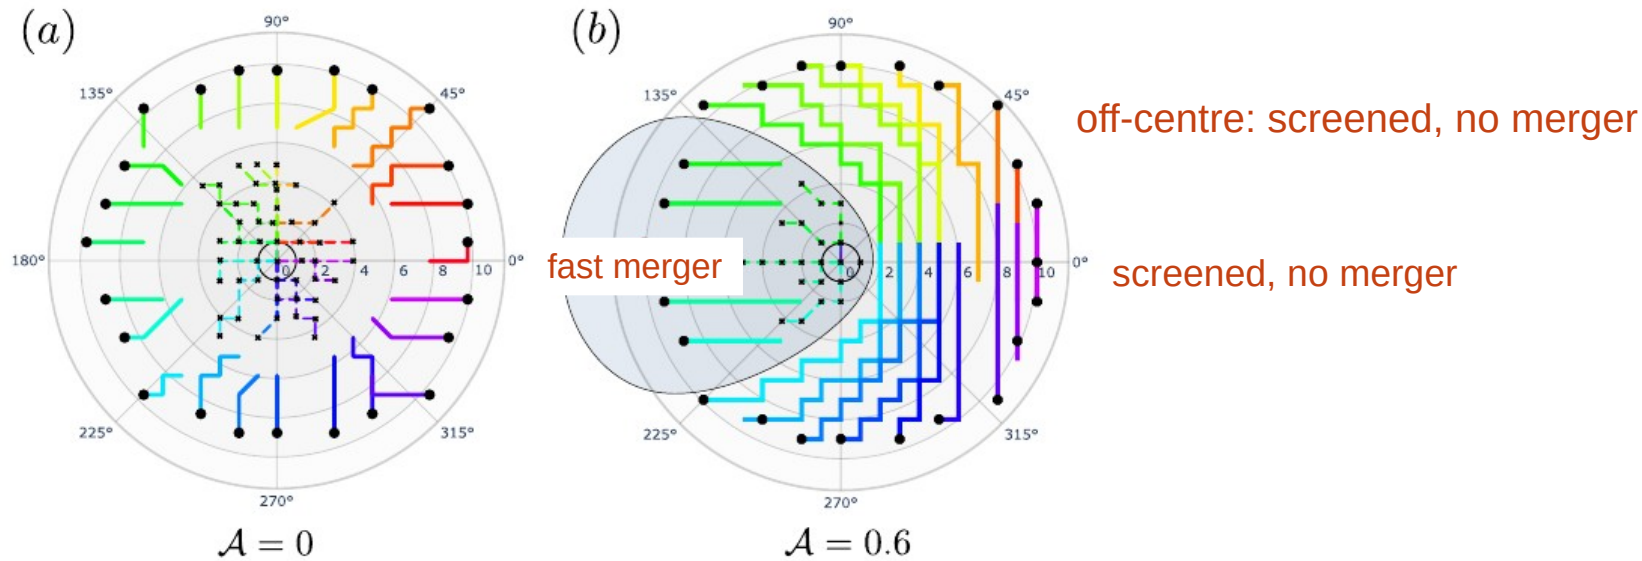 (a)
90°
135°
45°
180°
0 2 4 6 8 10 0°
225°
315°
270°
𝒜 = 0
(b)
90°
135°
45°
off-centre: screened, no merger
fast merger
0 2 4 6 8 10 0°
screened, no merger
225°
315°
270°
𝒜 = 0.6